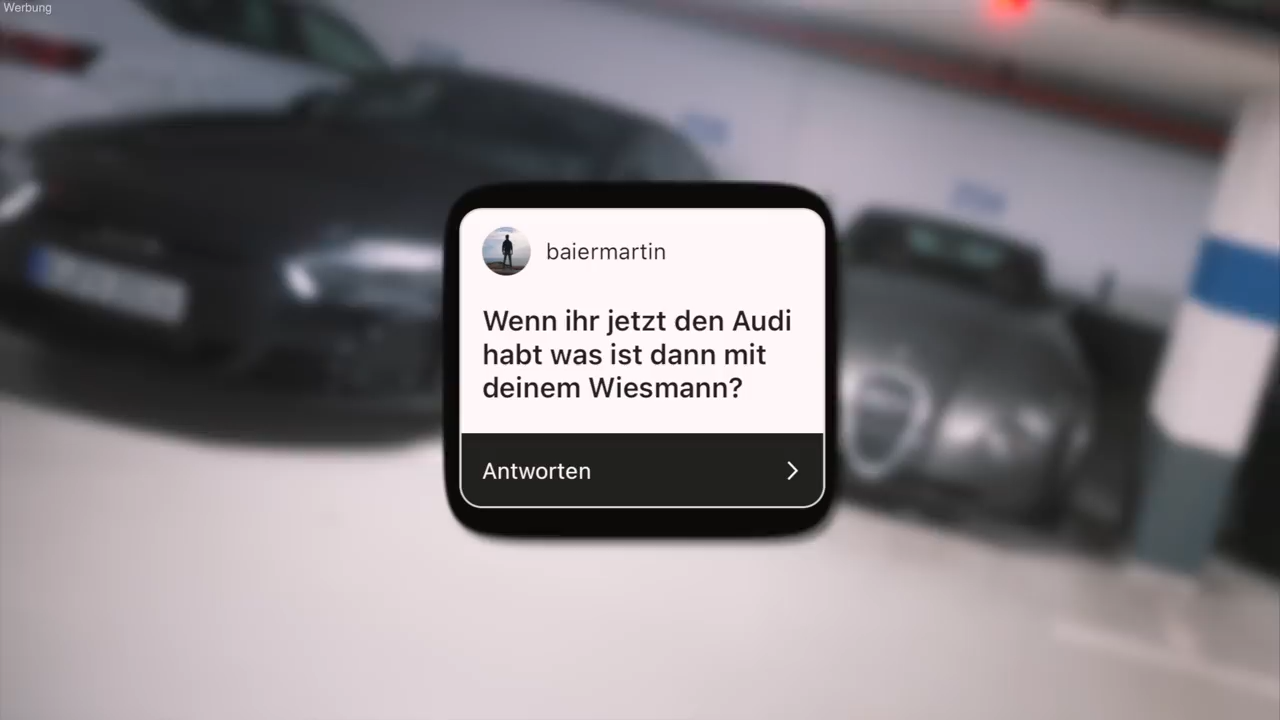 Werbung
baiermartin
Wenn ihr jetzt den Audi
habt was ist dann mit
deinem Wiesmann?
Antworten